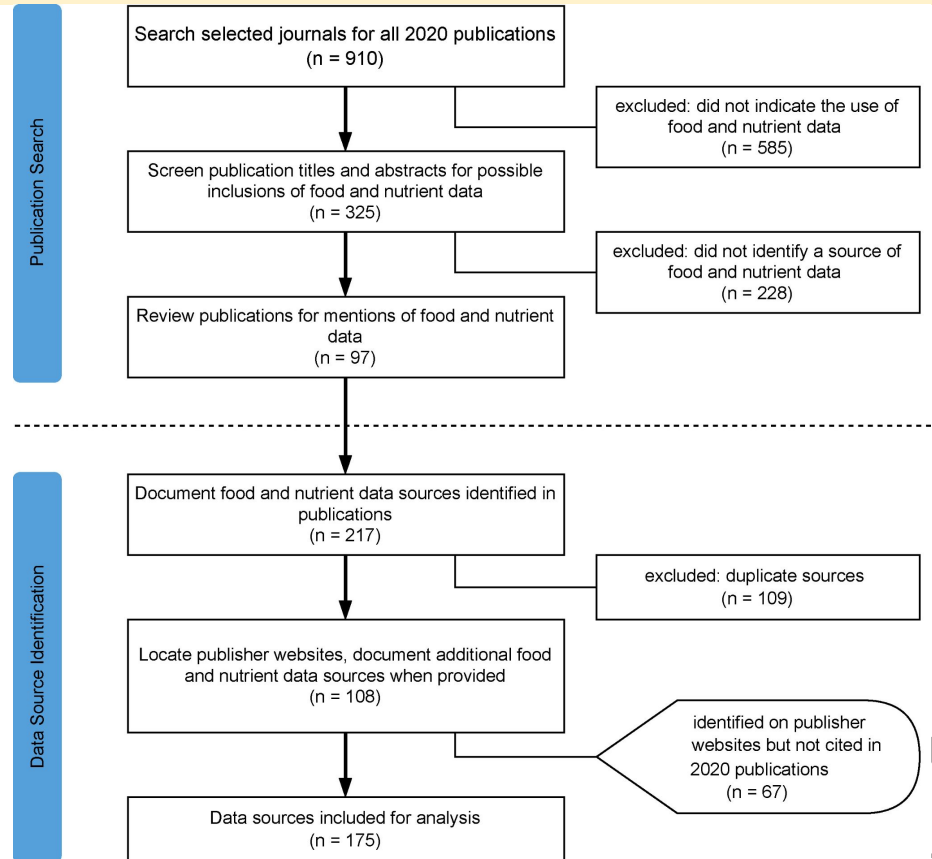 Publication Search
Search selected journals for all 2020 publications
(n = 910)
excluded: did not indicate the use of
food and nutrient data
(n = 585)
Screen publication titles and abstracts for possible
inclusions of food and nutrient data
(n = 325)
excluded: did not identify a source of
food and nutrient data
(n = 228)
Review publications for mentions of food and nutrient
data
(n = 97)
Data Source Identification
Document food and nutrient data sources identified in
publications
(n = 217)
excluded: duplicate sources
(n = 109)
Locate publisher websites, document additional food
and nutrient data sources when provided
(n = 108)
identified on publisher
websites but not cited in
2020 publications
(n = 67)
Data sources included for analysis
(n = 175)